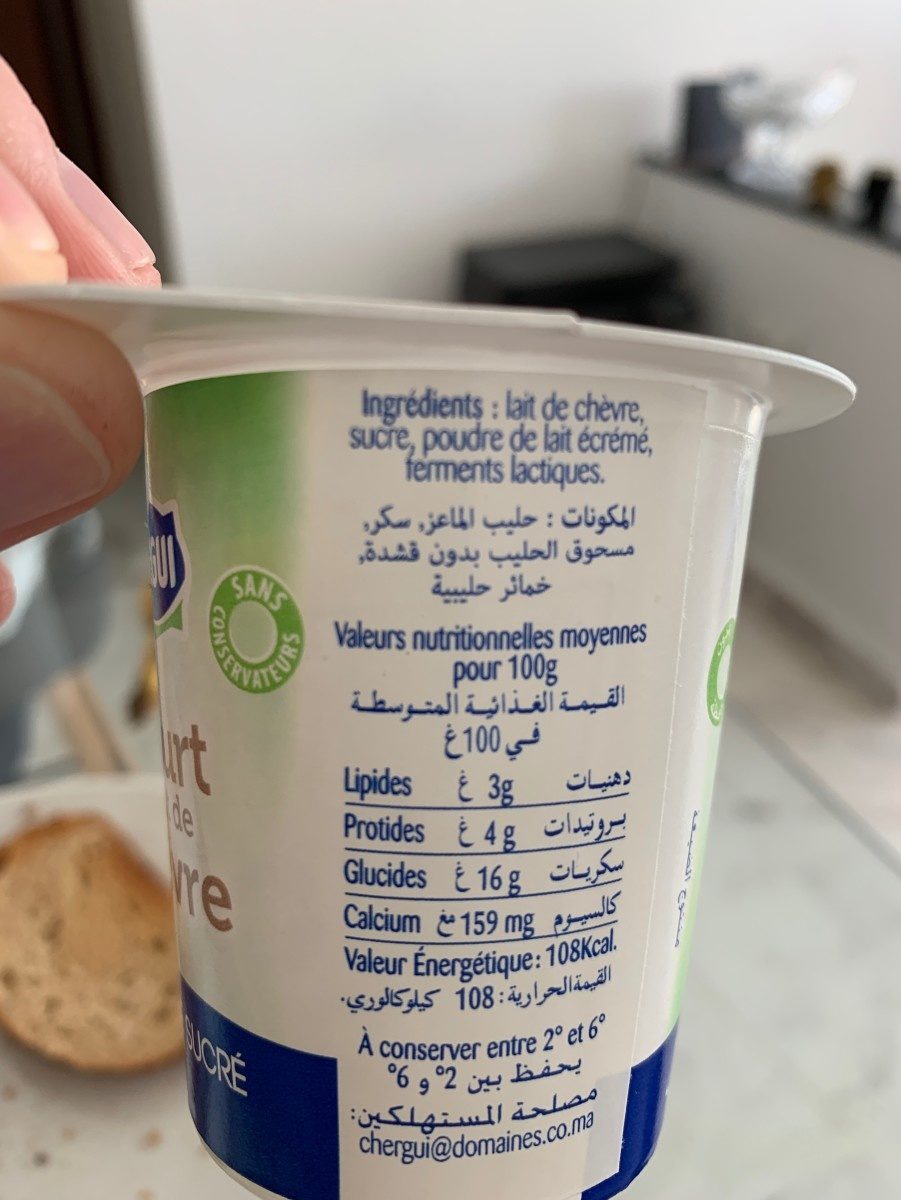 Ingrédients : lait de chèvre,
sucre, poudre de lait écrémé,
ferments lactiques.
المكونات : حليب الماعز, سكر,
مسحوق الحليب بدون قشدة,
خمائر حليبية
GUI
SANS
CONSERVATEURS
Valeurs nutritionnelles moyennes
pour 100g
القيمة الغذائية المتوسطة
في 100غ
Lipides غ 3g دهنيات
Protides غ 4g بروتيدات
Glucides غ 16g سكريات
Calcium مغ 159 mg كالسيوم
Valeur Énergétique: 108Kcal.
القيمة الحرارية: 108 كيلوكالوري.
urt
de
vre
SUCRÉ
À conserver entre 2° et 6°
يحفظ بين 2° و 6°
مصلحة المستهلكين:
chergui@domaines.co.ma